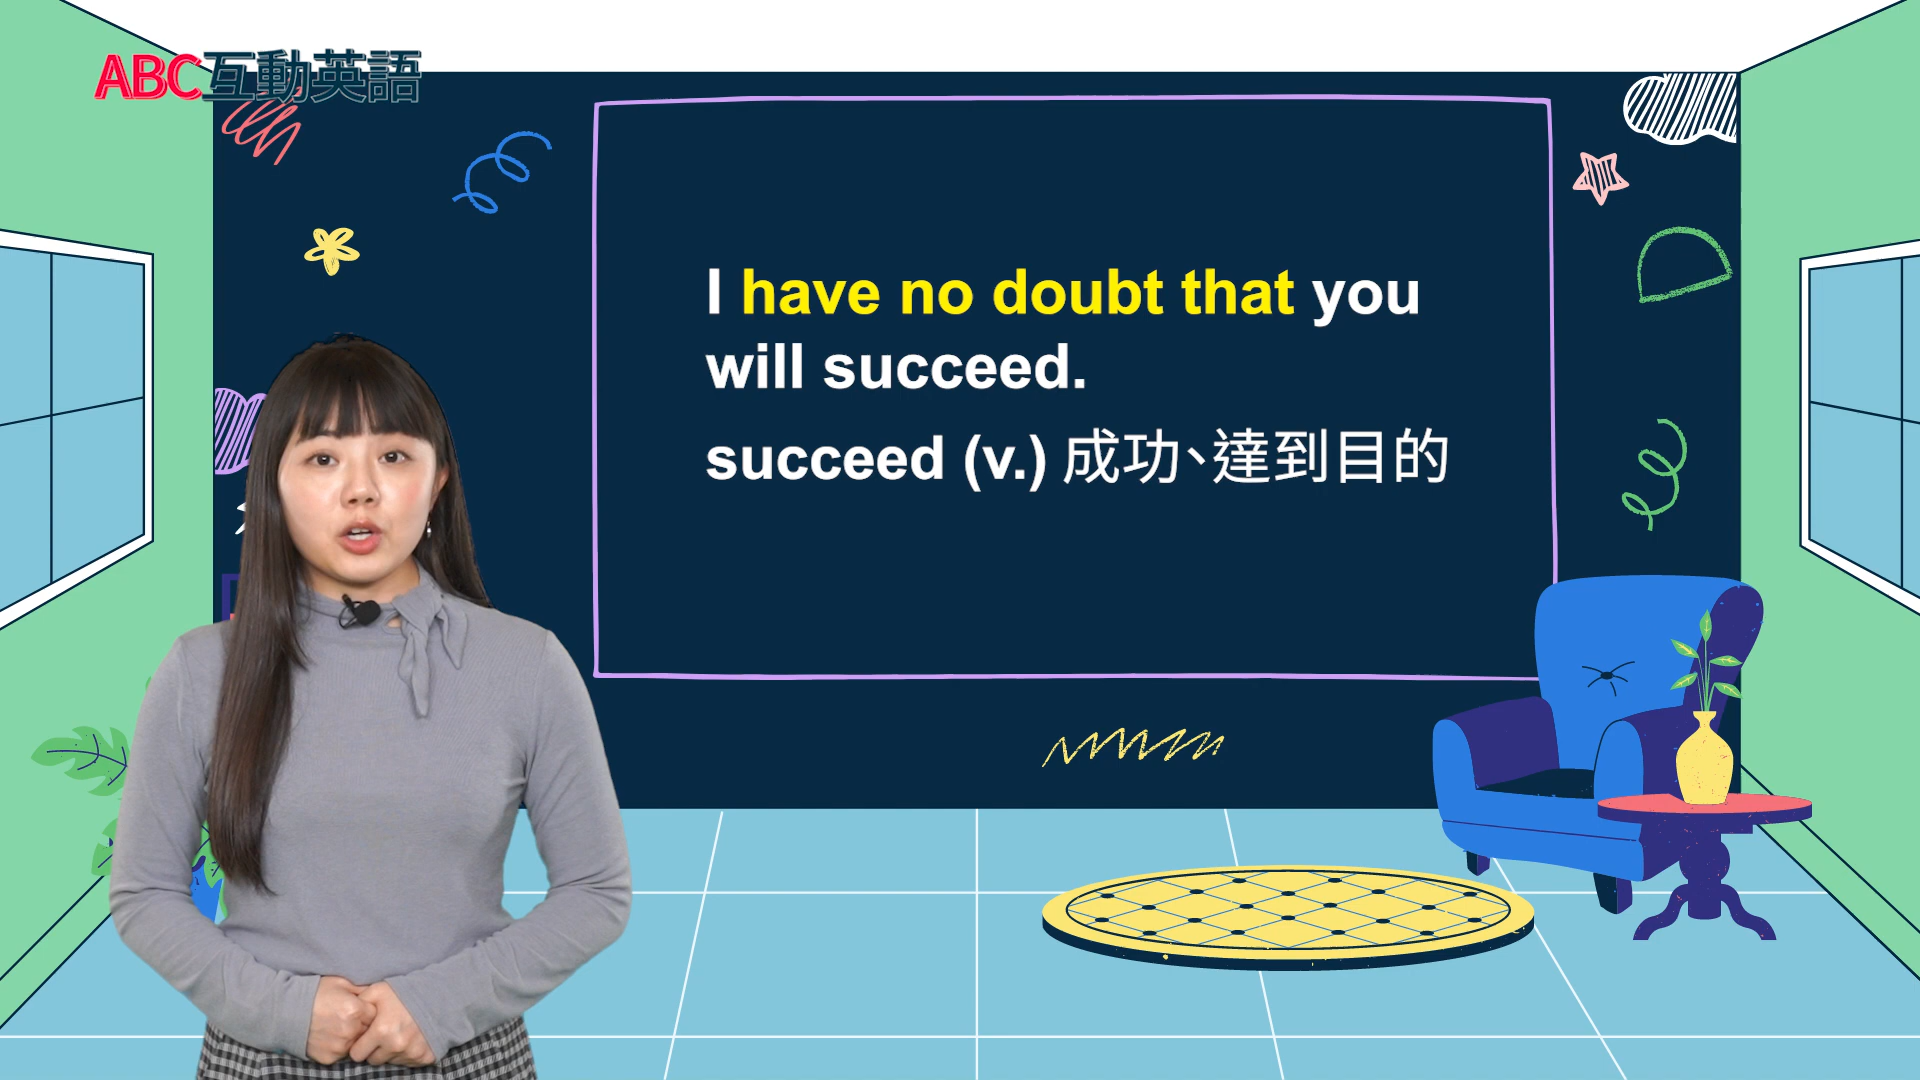 ABC互動英語
I have no doubt that you
will succeed.
succeed (v.) 成功、達到目的